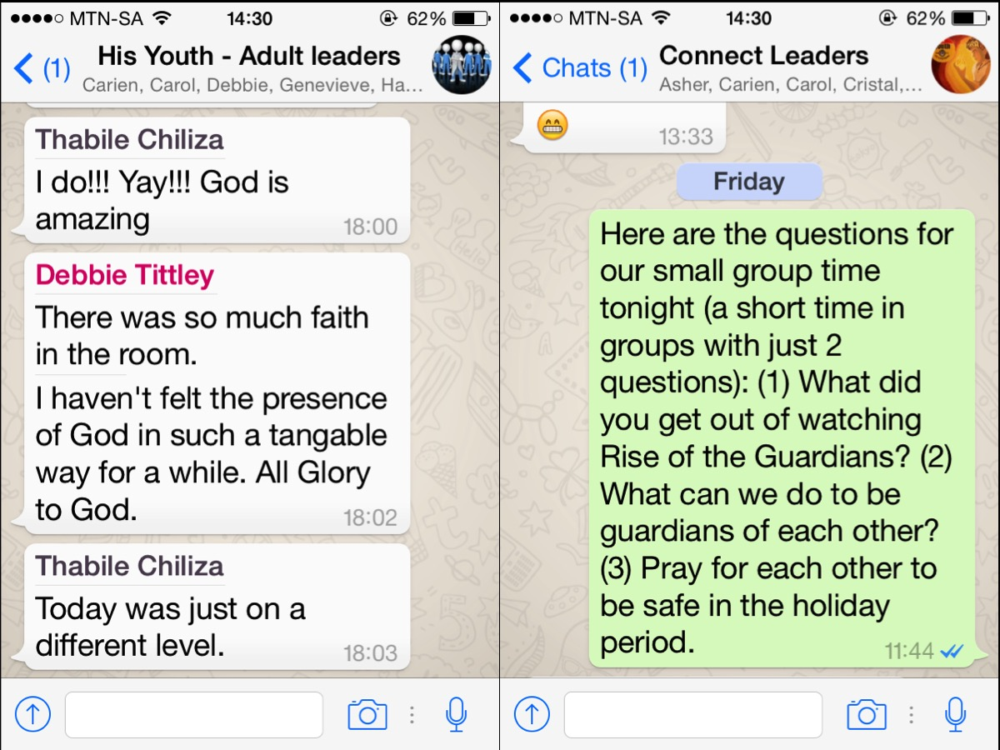 MTN-SA 14:30 62%
(1) His Youth - Adult leaders
Carien, Carol, Debbie, Genevieve, Ha...
Thabile Chiliza
I do!!! Yay!!! God is
amazing
18:00
Debbie Tittley
There was so much faith
in the room.
I haven't felt the presence
of God in such a tangable
way for a while. All Glory
to God.
18:02
Thabile Chiliza
Today was just on a
different level.
18:03
MTN-SA 14:30 62%
Chats (1) Connect Leaders
Asher, Carien, Carol, Cristal,...
13:33
Friday
Here are the questions for
our small group time
tonight (a short time in
groups with just 2
questions): (1) What did
you get out of watching
Rise of the Guardians? (2)
What can we do to be
guardians of each other?
(3) Pray for each other to
be safe in the holiday
period.
11:44